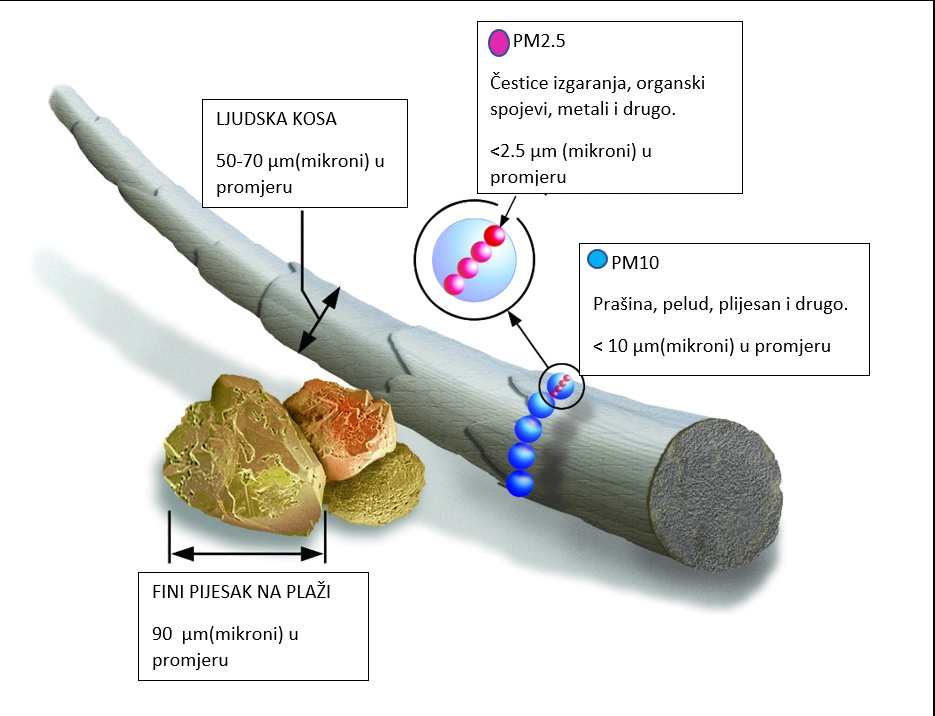 PM2.5
Čestice izgaranja, organski
spojevi, metali i drugo.
<2.5 µm (mikroni) u
promjeru
LJUDSKA KOSA
50-70 µm(mikroni) u
promjeru
PM10
Prašina, pelud, plijesan i drugo.
< 10 µm(mikroni) u promjeru
FINI PIJESAK NA PLAŽI
90  µm(mikroni) u
promjeru